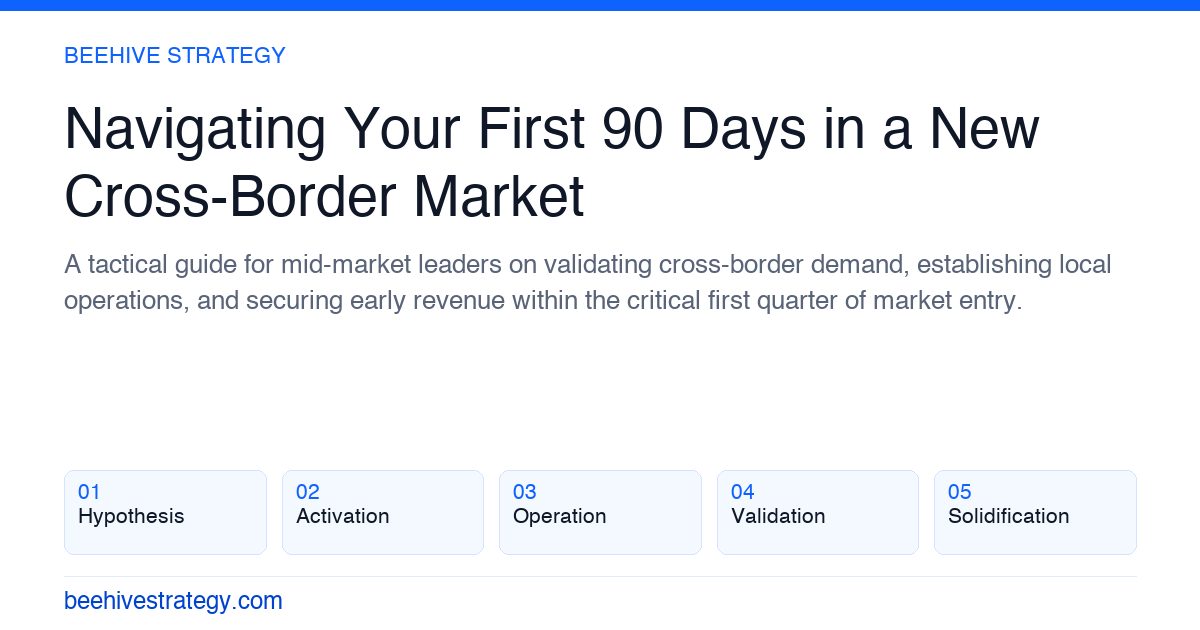 BEEHIVE STRATEGY
Navigating Your First 90 Days in a New
Cross-Border Market
A tactical guide for mid-market leaders on validating cross-border demand, establishing local
operations, and securing early revenue within the critical first quarter of market entry.
01
Hypothesis
02
Activation
03
Operation
04
Validation
05
Solidification
beehivestrategy.com